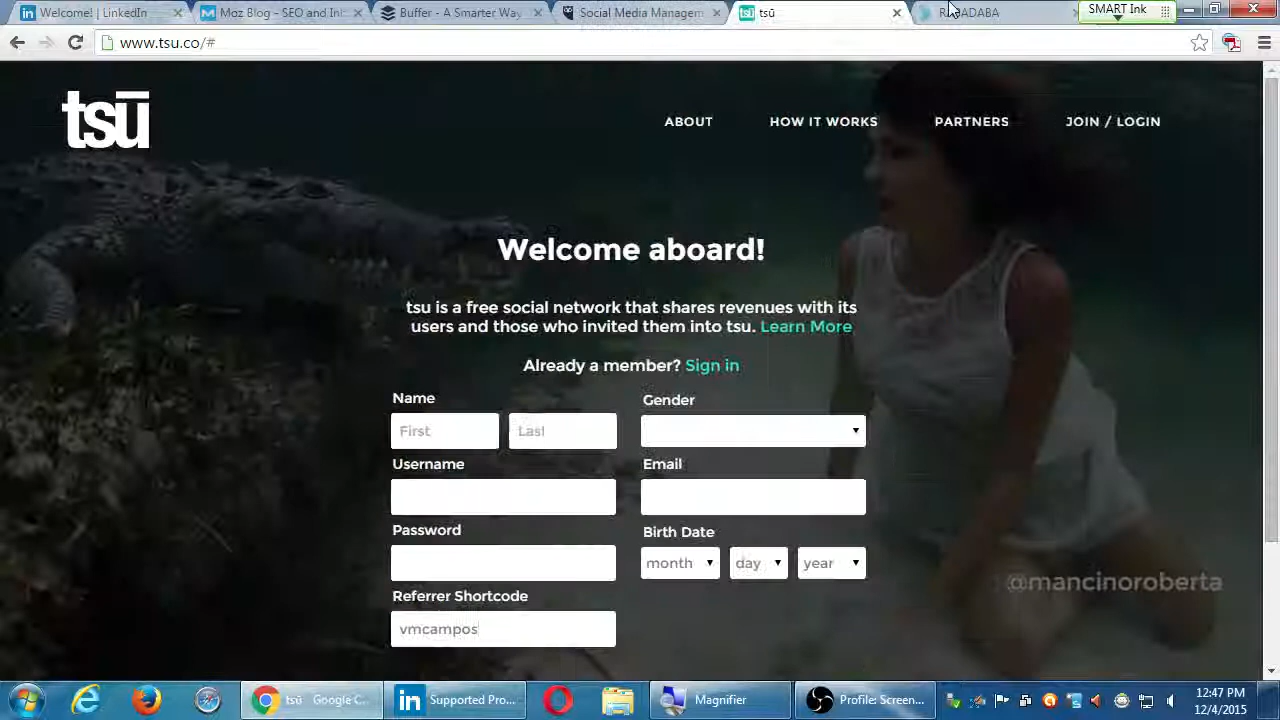 Welcome! | LinkedIn
Moz Blog - SEO and Inb
Buffer - A Smarter Way
Social Media Managem
tsū
SMART Ink
www.tsu.co/#
tsū
ABOUT
HOW IT WORKS
PARTNERS
JOIN / LOGIN
Welcome aboard!
tsu is a free social network that shares revenues with its
users and those who invited them into tsu. Learn More
Already a member? Sign in
Name
Gender
First
Last
Username
Email
Password
Birth Date
month
day
year
@mancinoroberta
Referrer Shortcode
vmcampos
tsū
Google C...
Supported Pro...
Magnifier
Profile: Screen...
12:47 PM
12/4/2015